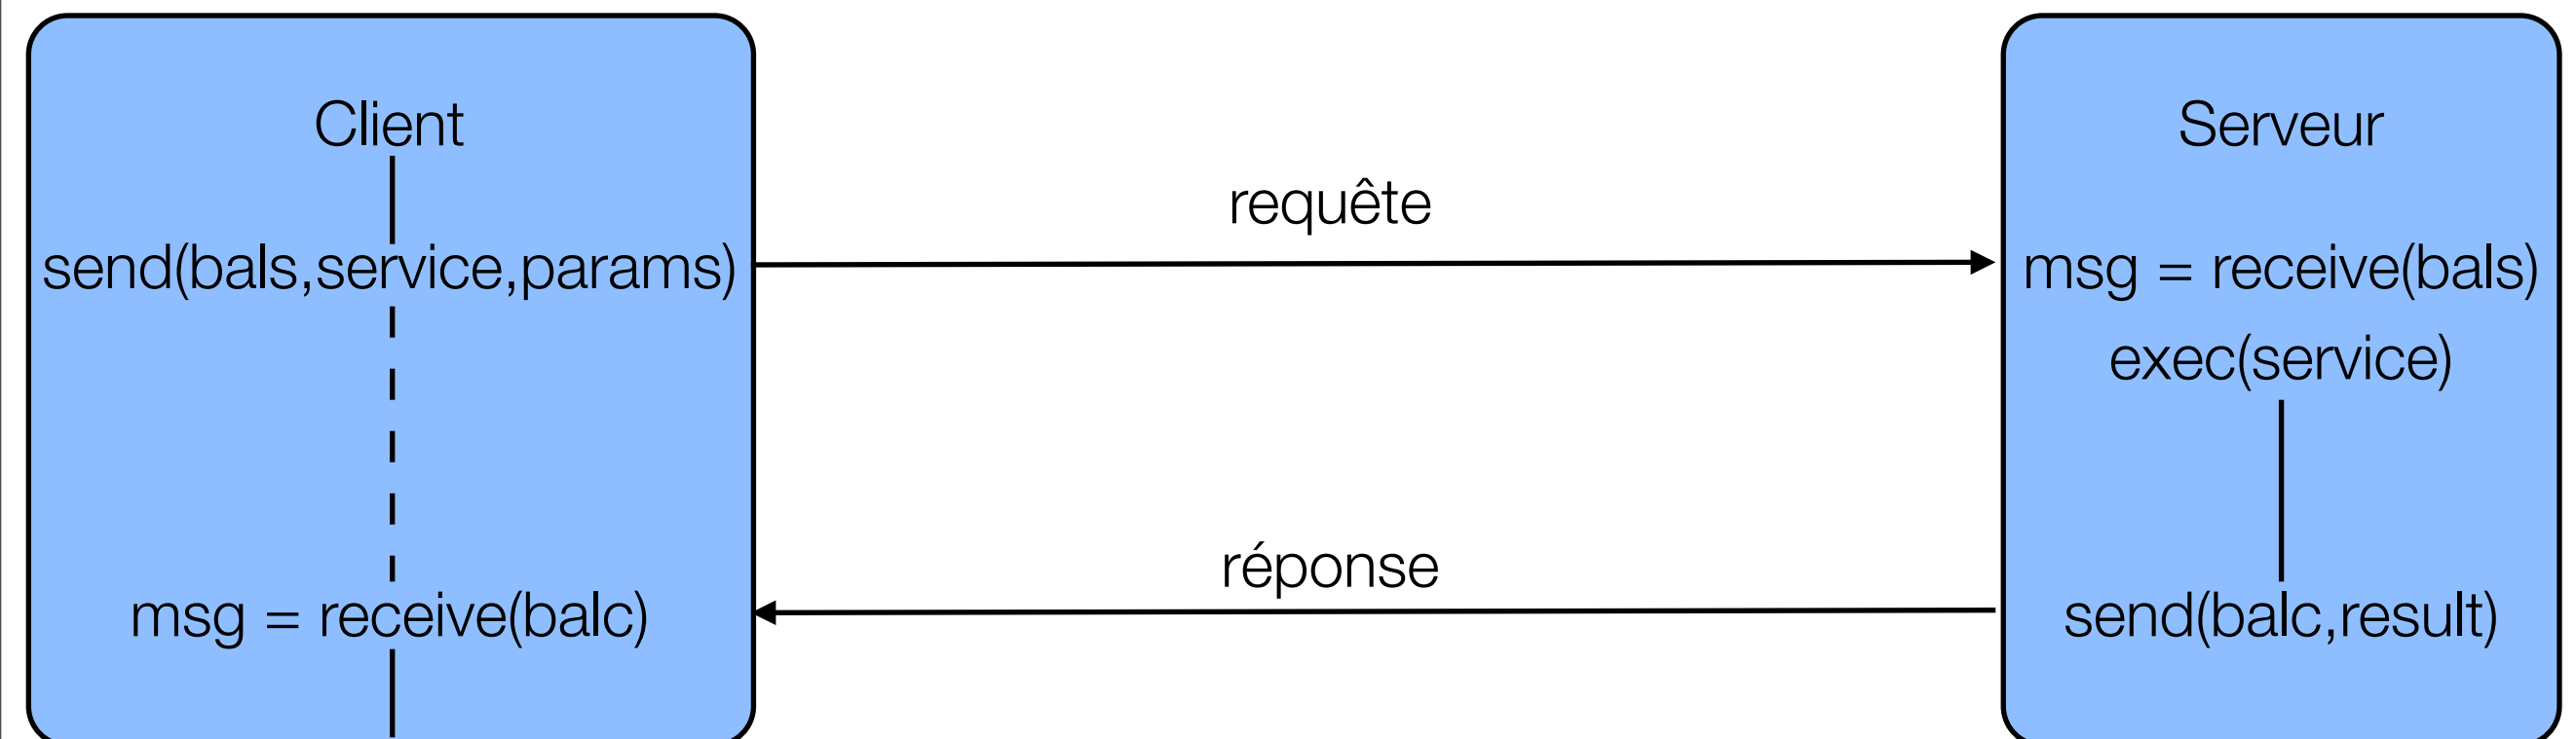 Client
send(bals,service,params)
msg = receive(balc)
requête
réponse
Serveur
msg = receive(bals)
exec(service)
send(balc,result)